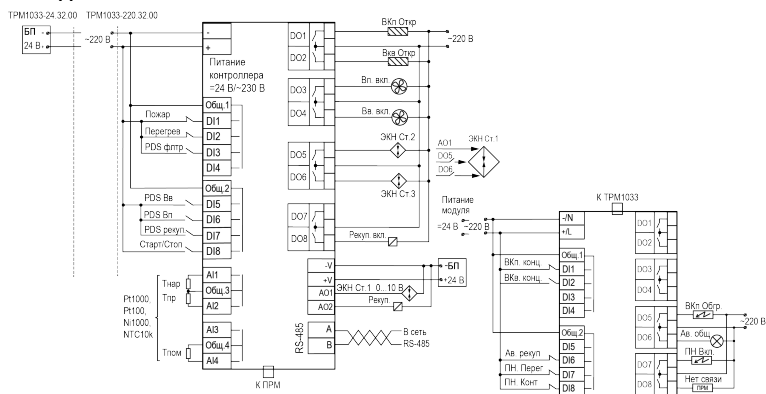 ТРМ1033-24.32.00
ТРМ1033-220.32.00
БП -
24 В+
~220 В
-
+
Питание
контроллера
=24 В/~230 В
Общ.1
DI1
DI2
DI3
DI4
Пожар
Перегрев
PDS фптр
Общ.2
DI5
DI6
DI7
DI8
PDS Вв
PDS Вп
PDS рекуп.
Старт/Стоп
AI1
Общ.3
AI2
AI3
Общ.4
AI4
Тнар
Тпр
Тпом
Pt1000,
Pt100,
Ni1000,
NTC10k
DO1
DO2
DO3
DO4
DO5
DO6
DO7
DO8
ВКп Откр
Вкв Откр
~220 В
Вп. вкл.
Вв. вкл.
ЭКН Ст.2
ЭКН Ст.3
Рекуп. вкл.
-V
+V
AO1
AO2
-БП
+24 В
ЭКН Ст.1 0...10 В
Рекуп.
RS-485
A
B
В сеть
RS-485
К ПРМ
AO1
DO5
DO6
ЭКН Ст.1
Питание
модуля
=24 В ~220 В
К ТРМ1033
-/N
+/L
Общ.1
DI1
DI2
DI3
DI4
ВКп. конц.
ВКв. конц.
Общ.2
DI5
DI6
DI7
DI8
Ав. рекуп
ПН. Перег
ПН. Конт
DO1
DO2
DO3
DO4
DO5
DO6
DO7
DO8
ВКп Обгр.
~220 В
Ав. общ.
ПН Вкл.
Нет связи
ПРМ